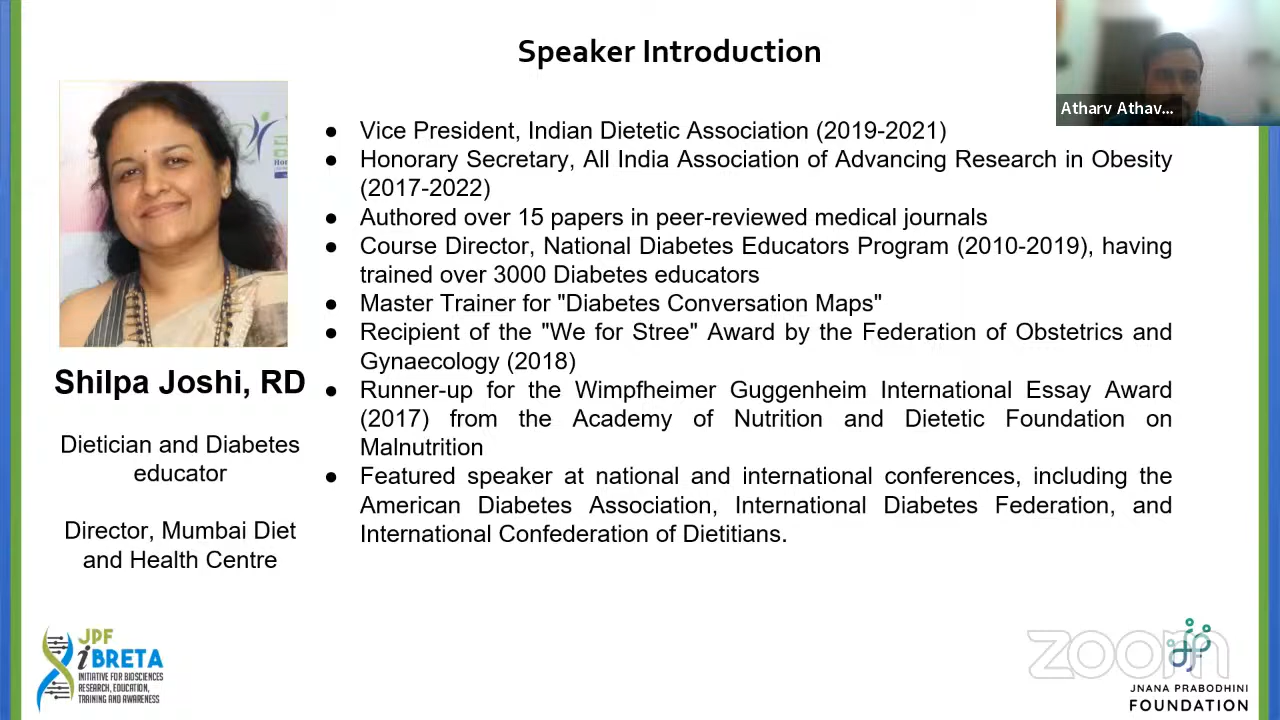 Speaker Introduction
Atharv Athav...
● Vice President, Indian Dietetic Association (2019-2021)
● Honorary Secretary, All India Association of Advancing Research in Obesity
(2017-2022)
● Authored over 15 papers in peer-reviewed medical journals
● Course Director, National Diabetes Educators Program (2010-2019), having
trained over 3000 Diabetes educators
● Master Trainer for "Diabetes Conversation Maps"
● Recipient of the "We for Stree" Award by the Federation of Obstetrics and
Gynaecology (2018)
● Runner-up for the Wimpfheimer Guggenheim International Essay Award
(2017) from the Academy of Nutrition and Dietetic Foundation on
Malnutrition
● Featured speaker at national and international conferences, including the
American Diabetes Association, International Diabetes Federation, and
International Confederation of Dietitians.
Shilpa Joshi, RD
Dietician and Diabetes
educator
Director, Mumbai Diet
and Health Centre
JPF
iBRETA
INITIATIVE FOR BIOSCIENCES
RESEARCH, EDUCATION,
TRAINING AND AWARENESS
zoom
JNANA PRABODHINI
FOUNDATION